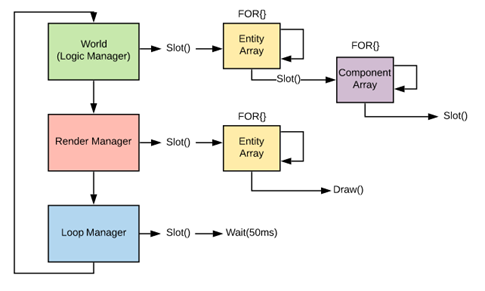 FOR{}
World
(Logic Manager)
Slot()
Entity
Array
FOR{}
Slot()
Component
Array
Slot()
FOR{}
Render Manager
Slot()
Entity
Array
Draw()
Loop Manager
Slot()
Wait(50ms)